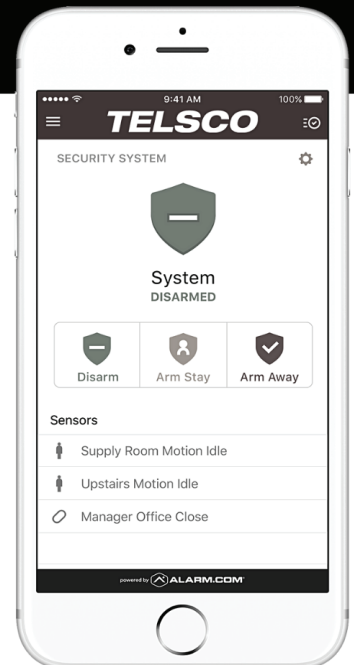 9:41 AM 100%
TELSCO
SECURITY SYSTEM
System
DISARMED
Disarm Arm Stay Arm Away
Sensors
Supply Room Motion Idle
Upstairs Motion Idle
Manager Office Close
powered by ALARM.COM